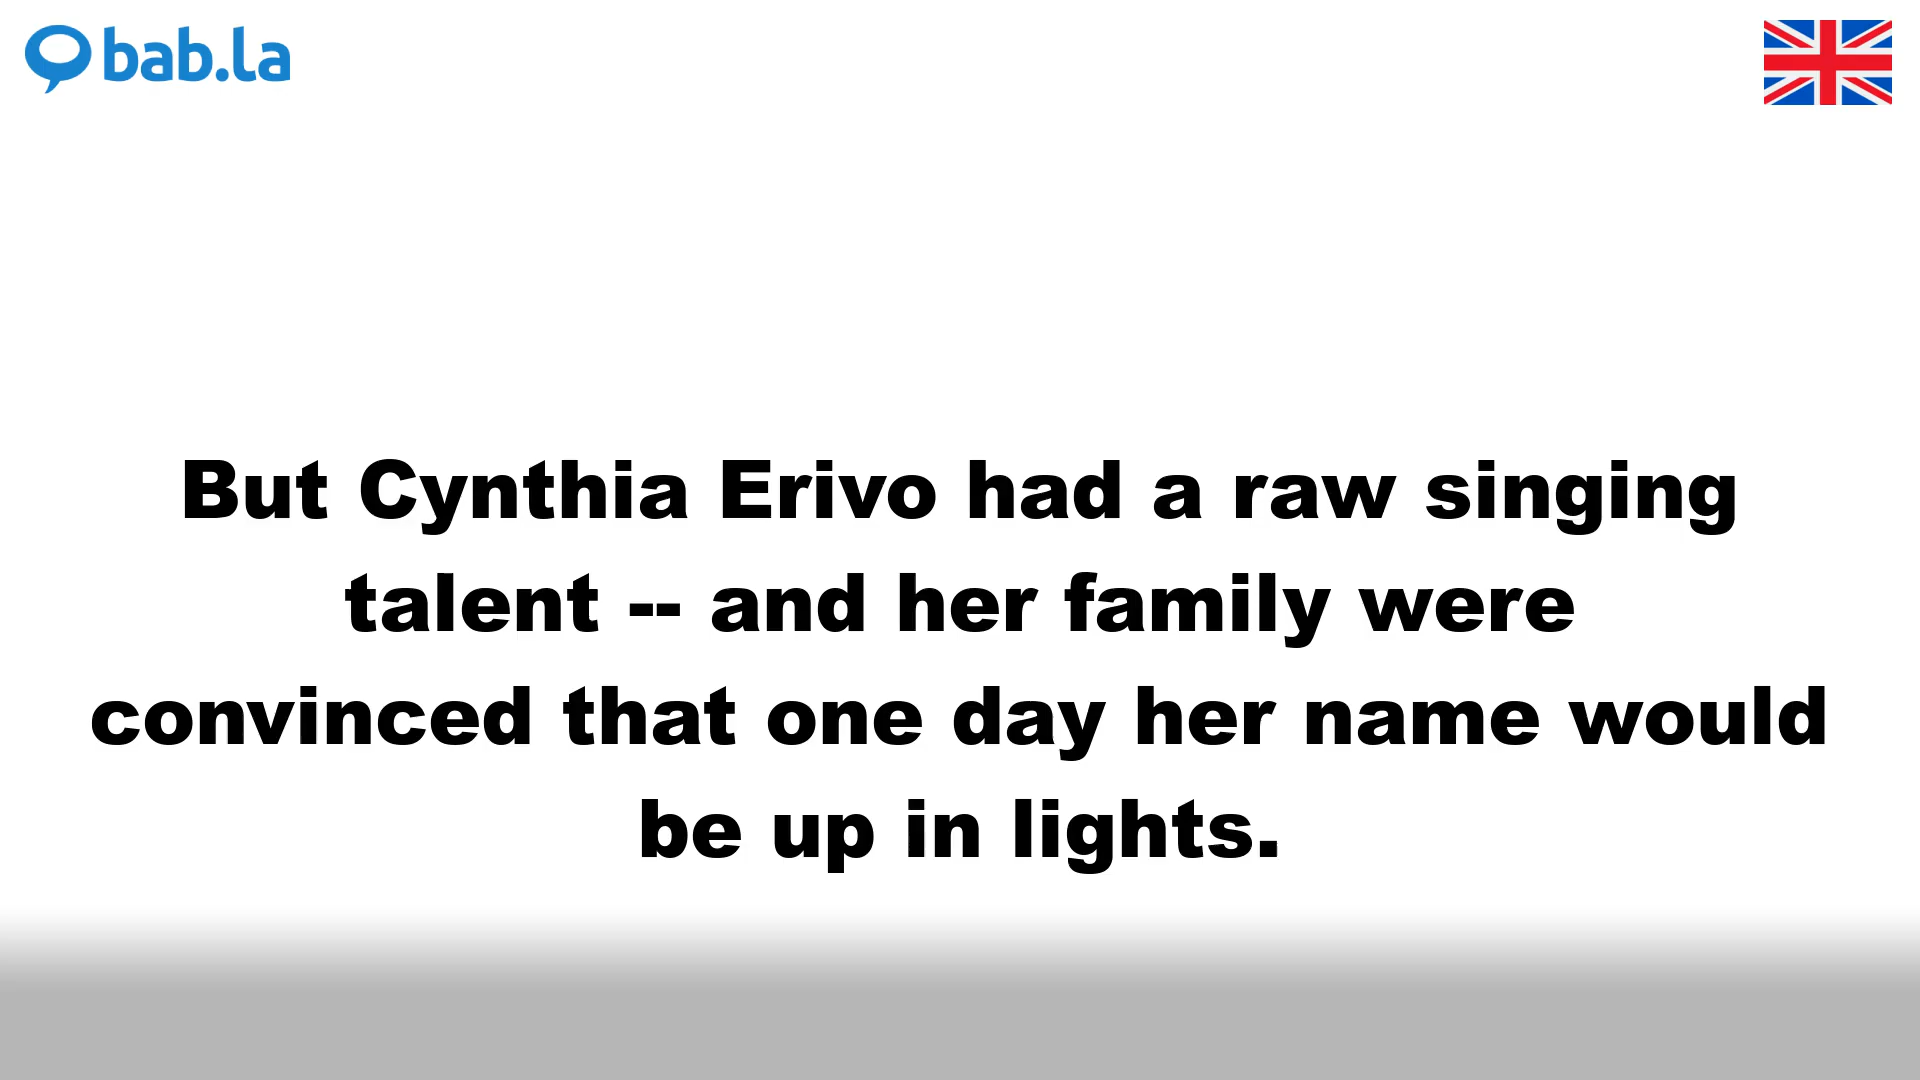 bab.la
But Cynthia Erivo had a raw singing
talent -- and her family were
convinced that one day her name would
be up in lights.